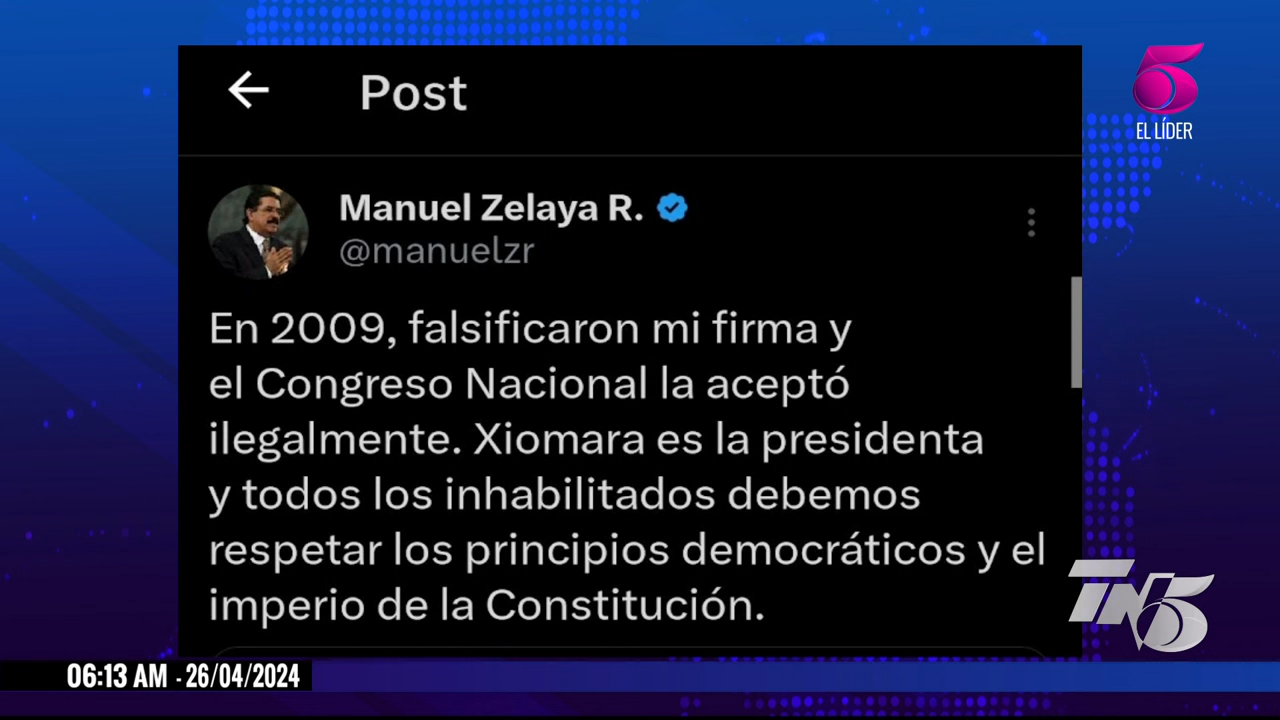 Post
5
EL LÍDER
Manuel Zelaya R.
@manuelzr
En 2009, falsificaron mi firma y
el Congreso Nacional la aceptó
ilegalmente. Xiomara es la presidenta
y todos los inhabilitados debemos
respetar los principios democráticos y el
imperio de la Constitución.
TN5
06:13 AM - 26/04/2024